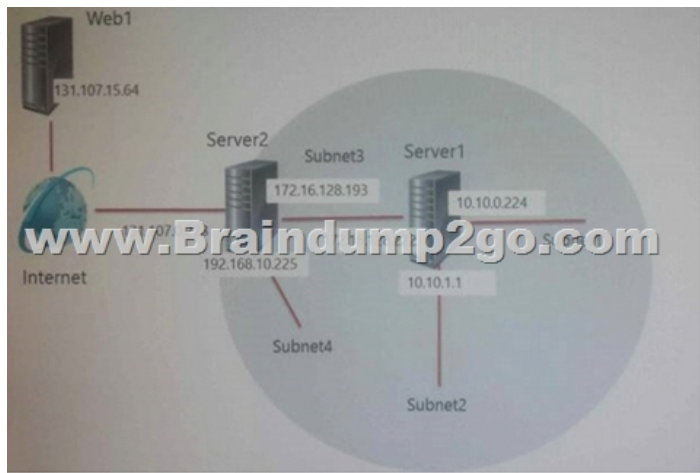 Web1
131.107.15.64
Server2
Subnet3
Server1
172.16.128.193
10.10.0.224
www.Braindump2go.com
Internet
192.168.10.225
10.10.1.1
Subnet4
Subnet2